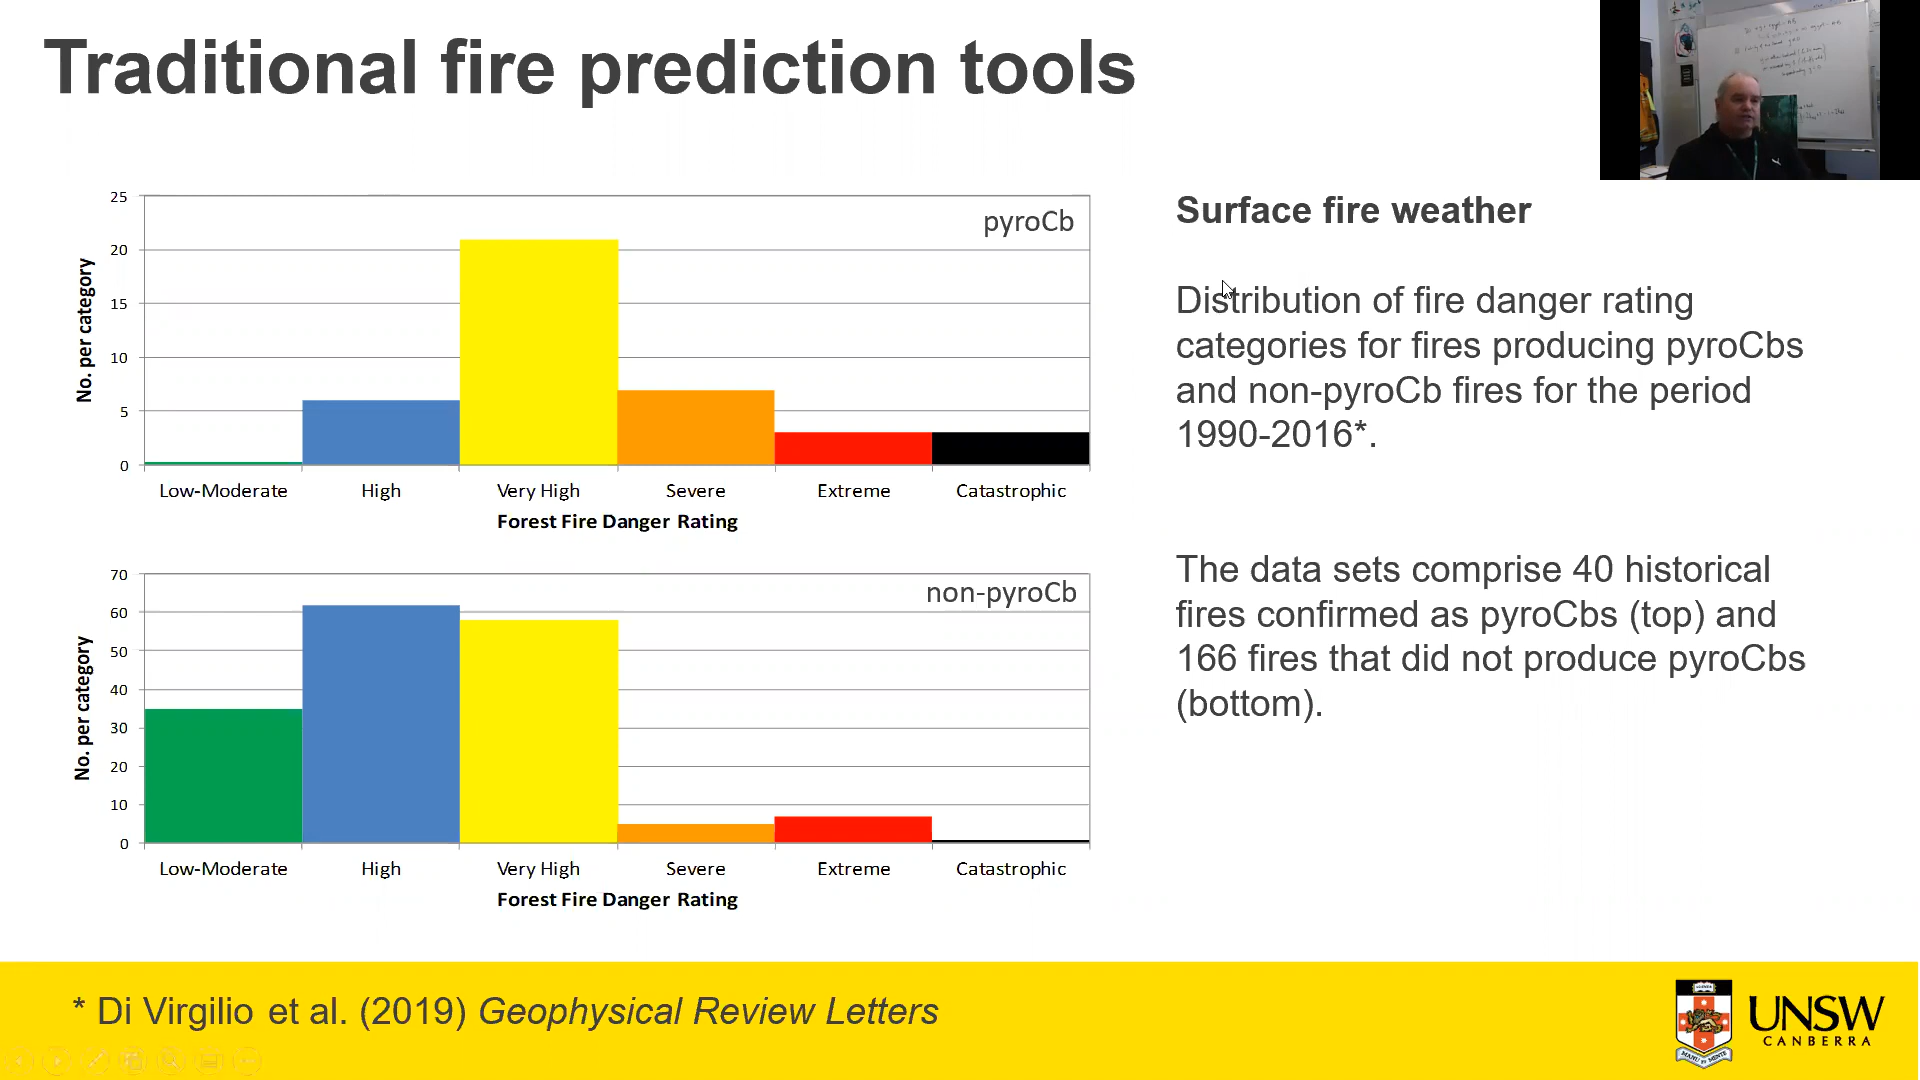 Traditional fire prediction tools
25
20
15
10
5
0
No. per category
pyroCb
Low-Moderate
High
Very High
Severe
Extreme
Catastrophic
Forest Fire Danger Rating
70
60
50
40
30
20
10
0
No. per category
non-pyroCb
Low-Moderate
High
Very High
Severe
Extreme
Catastrophic
Forest Fire Danger Rating
Surface fire weather
Distribution of fire danger rating
categories for fires producing pyroCbs
and non-pyroCb fires for the period
1990-2016*.
The data sets comprise 40 historical
fires confirmed as pyroCbs (top) and
166 fires that did not produce pyroCbs
(bottom).
* Di Virgilio et al. (2019) Geophysical Review Letters
UNSW
CANBERRA